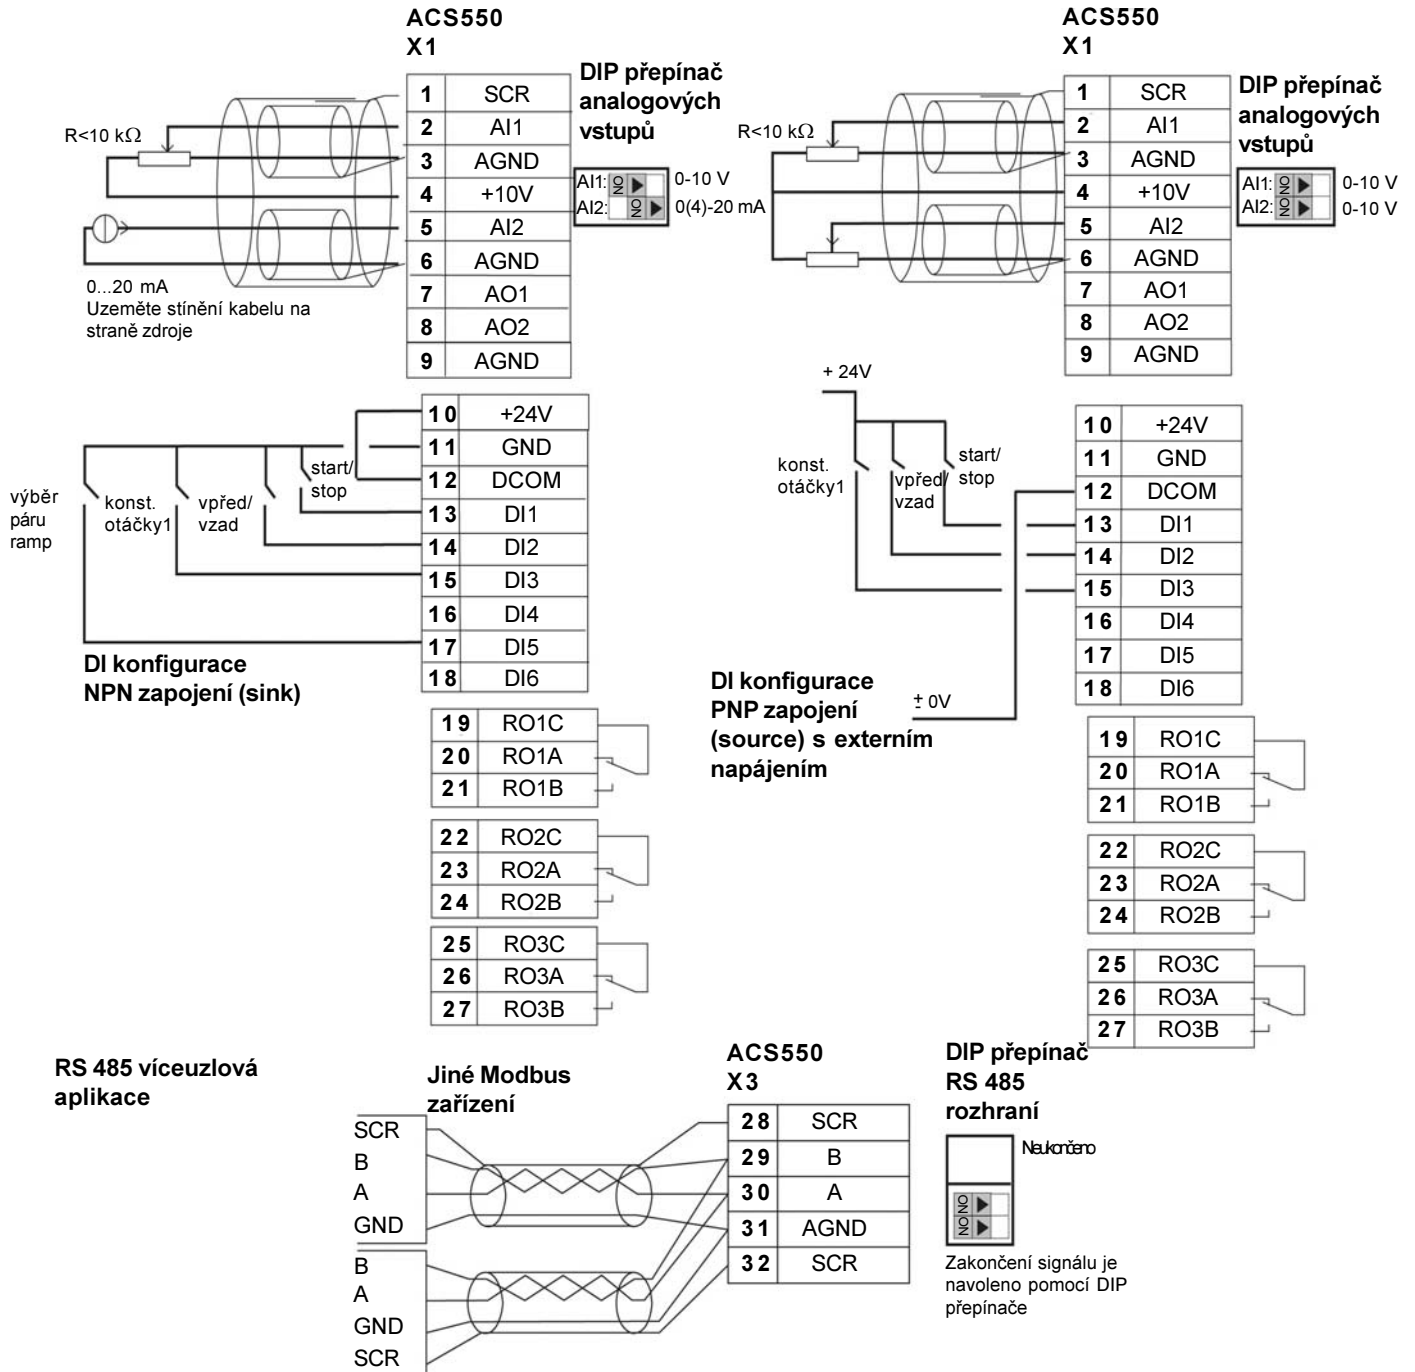 ACS550
X1
DIP přepínač
analogových
vstupů
R<10 kΩ
1 SCR
2 AI1
3 AGND
4 +10V
5 AI2
6 AGND
7 AO1
8 AO2
9 AGND
AI1: NO 0-10 V
AI2: NO 0(4)-20 mA
0...20 mA
Uzeměte stínění kabelu na
straně zdroje
10 +24V
11 GND
12 DCOM
13 DI1
14 DI2
15 DI3
16 DI4
17 DI5
18 DI6
výběr
páru
ramp
konst.
otáčky1
vpřed/
vzad
start/
stop
DI konfigurace
NPN zapojení (sink)
19 RO1C
20 RO1A
21 RO1B
22 RO2C
23 RO2A
24 RO2B
25 RO3C
26 RO3A
27 RO3B
ACS550
X1
DIP přepínač
analogových
vstupů
R<10 kΩ
1 SCR
2 AI1
3 AGND
4 +10V
5 AI2
6 AGND
7 AO1
8 AO2
9 AGND
AI1: NO 0-10 V
AI2: NO 0-10 V
+ 24V
konst.
otáčky1
vpřed/
vzad
start/
stop
10 +24V
11 GND
12 DCOM
13 DI1
14 DI2
15 DI3
16 DI4
17 DI5
18 DI6
± 0V
DI konfigurace
PNP zapojení
(source) s externím
napájením
19 RO1C
20 RO1A
21 RO1B
22 RO2C
23 RO2A
24 RO2B
25 RO3C
26 RO3A
27 RO3B
RS 485 víceuzlová
aplikace
Jiné Modbus
zařízení
SCR
B
A
GND
B
A
GND
SCR
ACS550
X3
28 SCR
29 B
30 A
31 AGND
32 SCR
DIP přepínač
RS 485
rozhraní
Neukončeno
NO
NO
Zakončení signálu je
navoleno pomocí DIP
přepínače